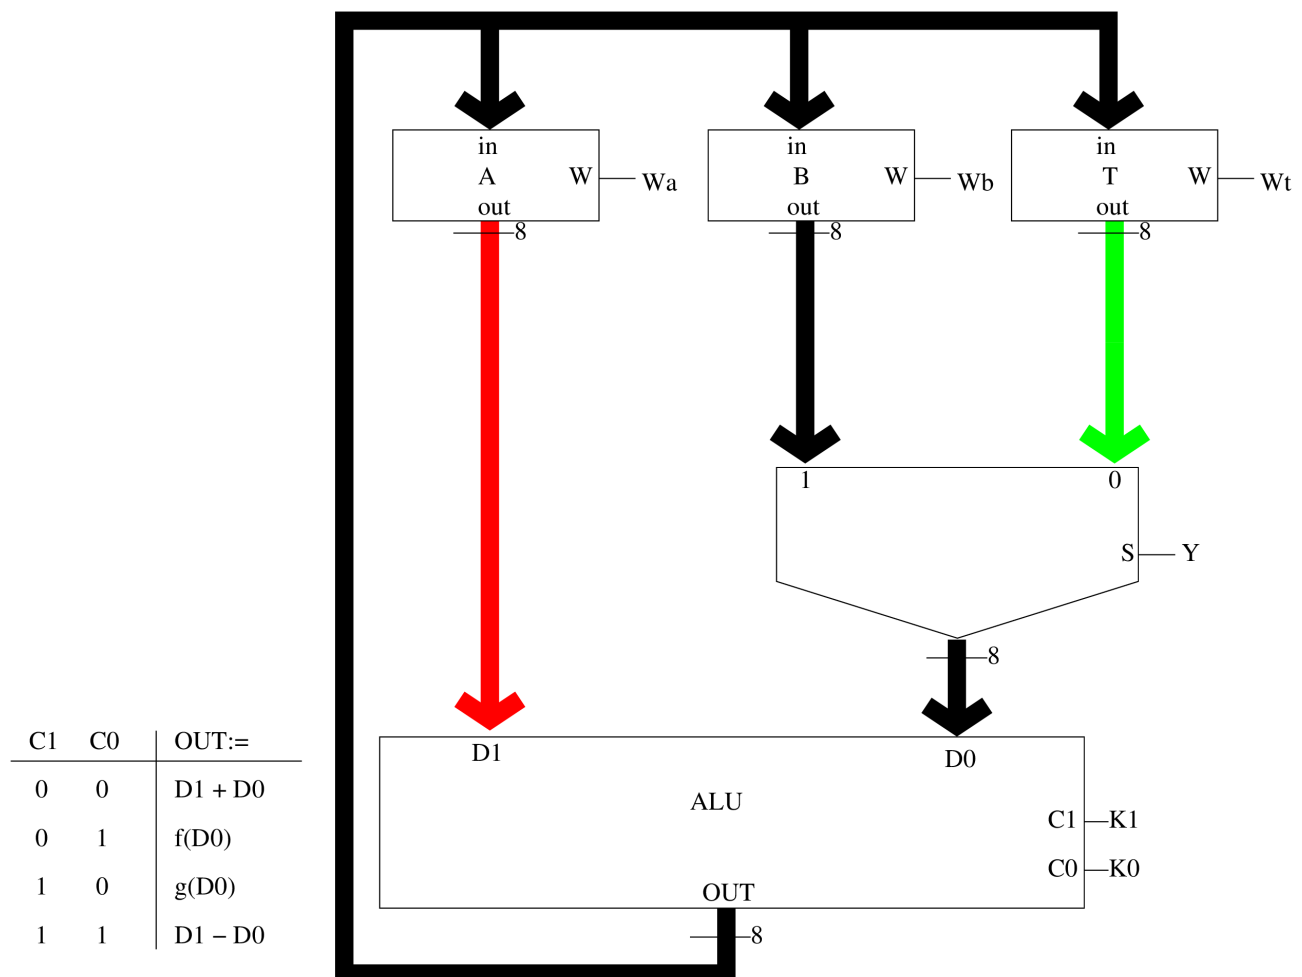 in in in
A W Wa B W Wb T W Wt
out out out
8 8 8
1 0
S Y
8
D1 D0
ALU
C1 K1
C0 K0
OUT
8
C1 C0 OUT:=
0 0 D1 + D0
0 1 f(D0)
1 0 g(D0)
1 1 D1 − D0